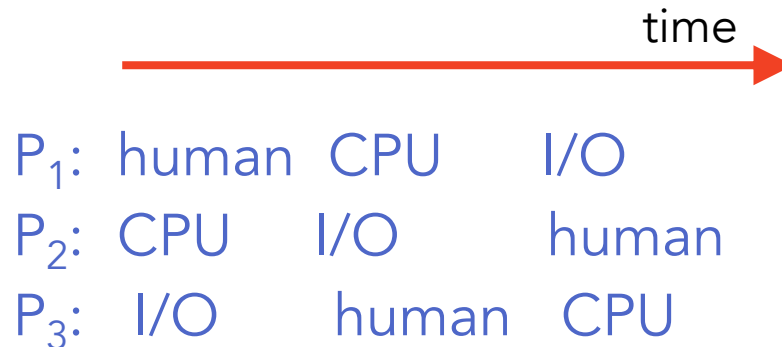 time
P₁: human CPU I/O
P₂: CPU I/O human
P₃: I/O human CPU